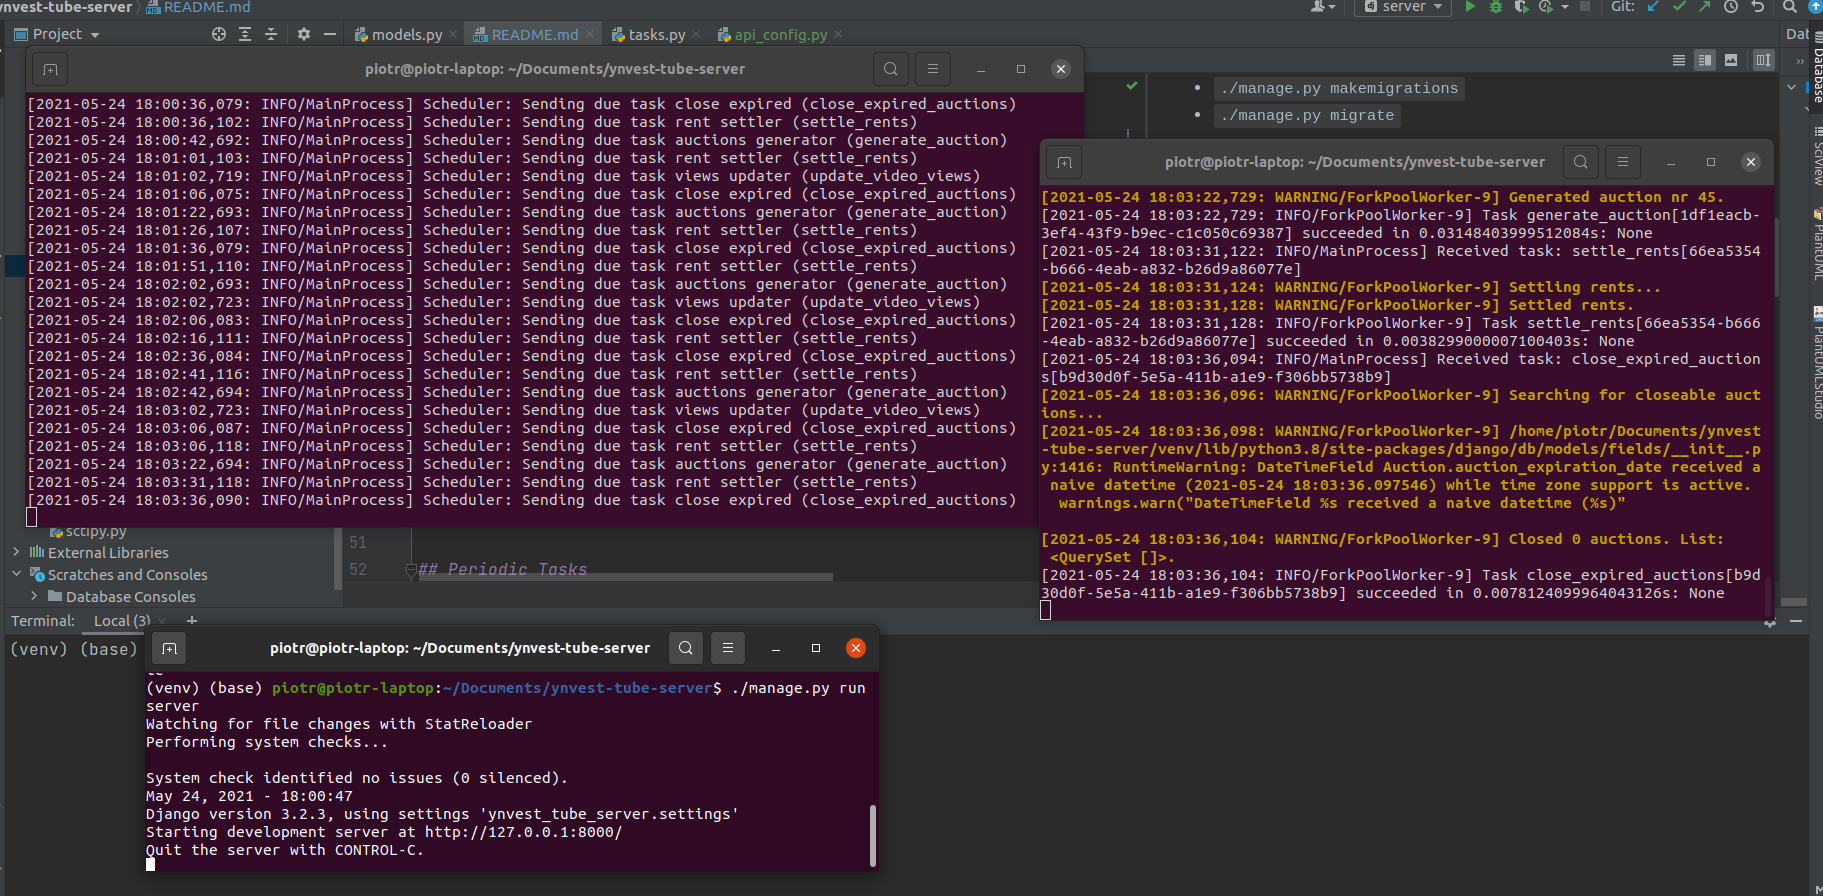 ynvest-tube-server
README.md
server
Git:
Project
models.py
README.md
tasks.py
api_config.py
Dat
./manage.py makemigrations
./manage.py migrate
piotr@piotr-laptop: ~/Documents/ynvest-tube-server
[2021-05-24 18:00:36,079: INFO/MainProcess] Scheduler: Sending due task close expired (close_expired_auctions)
[2021-05-24 18:00:36,102: INFO/MainProcess] Scheduler: Sending due task rent settler (settle_rents)
[2021-05-24 18:00:42,692: INFO/MainProcess] Scheduler: Sending due task auctions generator (generate_auction)
[2021-05-24 18:01:01,103: INFO/MainProcess] Scheduler: Sending due task rent settler (settle_rents)
[2021-05-24 18:01:02,719: INFO/MainProcess] Scheduler: Sending due task views updater (update_video_views)
[2021-05-24 18:01:06,075: INFO/MainProcess] Scheduler: Sending due task close expired (close_expired_auctions)
[2021-05-24 18:01:22,693: INFO/MainProcess] Scheduler: Sending due task auctions generator (generate_auction)
[2021-05-24 18:01:26,107: INFO/MainProcess] Scheduler: Sending due task rent settler (settle_rents)
[2021-05-24 18:01:36,079: INFO/MainProcess] Scheduler: Sending due task close expired (close_expired_auctions)
[2021-05-24 18:01:51,110: INFO/MainProcess] Scheduler: Sending due task rent settler (settle_rents)
[2021-05-24 18:02:02,693: INFO/MainProcess] Scheduler: Sending due task auctions generator (generate_auction)
[2021-05-24 18:02:02,723: INFO/MainProcess] Scheduler: Sending due task views updater (update_video_views)
[2021-05-24 18:02:06,083: INFO/MainProcess] Scheduler: Sending due task close expired (close_expired_auctions)
[2021-05-24 18:02:16,111: INFO/MainProcess] Scheduler: Sending due task rent settler (settle_rents)
[2021-05-24 18:02:36,084: INFO/MainProcess] Scheduler: Sending due task close expired (close_expired_auctions)
[2021-05-24 18:02:41,116: INFO/MainProcess] Scheduler: Sending due task rent settler (settle_rents)
[2021-05-24 18:02:42,694: INFO/MainProcess] Scheduler: Sending due task auctions generator (generate_auction)
[2021-05-24 18:03:02,723: INFO/MainProcess] Scheduler: Sending due task views updater (update_video_views)
[2021-05-24 18:03:06,087: INFO/MainProcess] Scheduler: Sending due task close expired (close_expired_auctions)
[2021-05-24 18:03:06,118: INFO/MainProcess] Scheduler: Sending due task rent settler (settle_rents)
[2021-05-24 18:03:22,694: INFO/MainProcess] Scheduler: Sending due task auctions generator (generate_auction)
[2021-05-24 18:03:31,118: INFO/MainProcess] Scheduler: Sending due task rent settler (settle_rents)
[2021-05-24 18:03:36,090: INFO/MainProcess] Scheduler: Sending due task close expired (close_expired_auctions)
piotr@piotr-laptop: ~/Documents/ynvest-tube-server
[2021-05-24 18:03:22,729: WARNING/ForkPoolWorker-9] Generated auction nr 45.
[2021-05-24 18:03:22,729: INFO/ForkPoolWorker-9] Task generate_auction[1df1eacb-
3ef4-43f9-b9ec-c1c050c69387] succeeded in 0.03148403999512084s: None
[2021-05-24 18:03:31,122: INFO/MainProcess] Received task: settle_rents[66ea5354
-b666-4eab-a832-b26d9a86077e]
[2021-05-24 18:03:31,124: WARNING/ForkPoolWorker-9] Settling rents...
[2021-05-24 18:03:31,128: WARNING/ForkPoolWorker-9] Settled rents.
[2021-05-24 18:03:31,128: INFO/ForkPoolWorker-9] Task settle_rents[66ea5354-b666
-4eab-a832-b26d9a86077e] succeeded in 0.0038299000007100403s: None
[2021-05-24 18:03:36,094: INFO/MainProcess] Received task: close_expired_auction
s[b9d30d0f-5e5a-411b-a1e9-f306bb5738b9]
[2021-05-24 18:03:36,096: WARNING/ForkPoolWorker-9] Searching for closeable auct
ions...
[2021-05-24 18:03:36,098: WARNING/ForkPoolWorker-9] /home/piotr/Documents/ynvest
-tube-server/venv/lib/python3.8/site-packages/django/db/models/fields/__init__.p
y:1416: RuntimeWarning: DateTimeField Auction.auction_expiration_date received a
naive datetime (2021-05-24 18:03:36.097546) while time zone support is active.
warnings.warn("DateTimeField %s received a naive datetime (%s)"
[2021-05-24 18:03:36,104: WARNING/ForkPoolWorker-9] Closed 0 auctions. List:
<QuerySet []>.
[2021-05-24 18:03:36,104: INFO/ForkPoolWorker-9] Task close_expired_auctions[b9d
30d0f-5e5a-411b-a1e9-f306bb5738b9] succeeded in 0.0078124099964043126s: None
Database
SciView
PlantUML
PlantUMLStudio
sctipy.py
External Libraries
Scratches and Consoles
Database Consoles
51
52
## Periodic Tasks
Terminal:
Local (3)
(venv) (base)
piotr@piotr-laptop: ~/Documents/ynvest-tube-server
(venv) (base) piotr@piotr-laptop:~/Documents/ynvest-tube-server$ ./manage.py run
server
Watching for file changes with StatReloader
Performing system checks...
System check identified no issues (0 silenced).
May 24, 2021 - 18:00:47
Django version 3.2.3, using settings 'ynvest_tube_server.settings'
Starting development server at http://127.0.0.1:8000/
Quit the server with CONTROL-C.